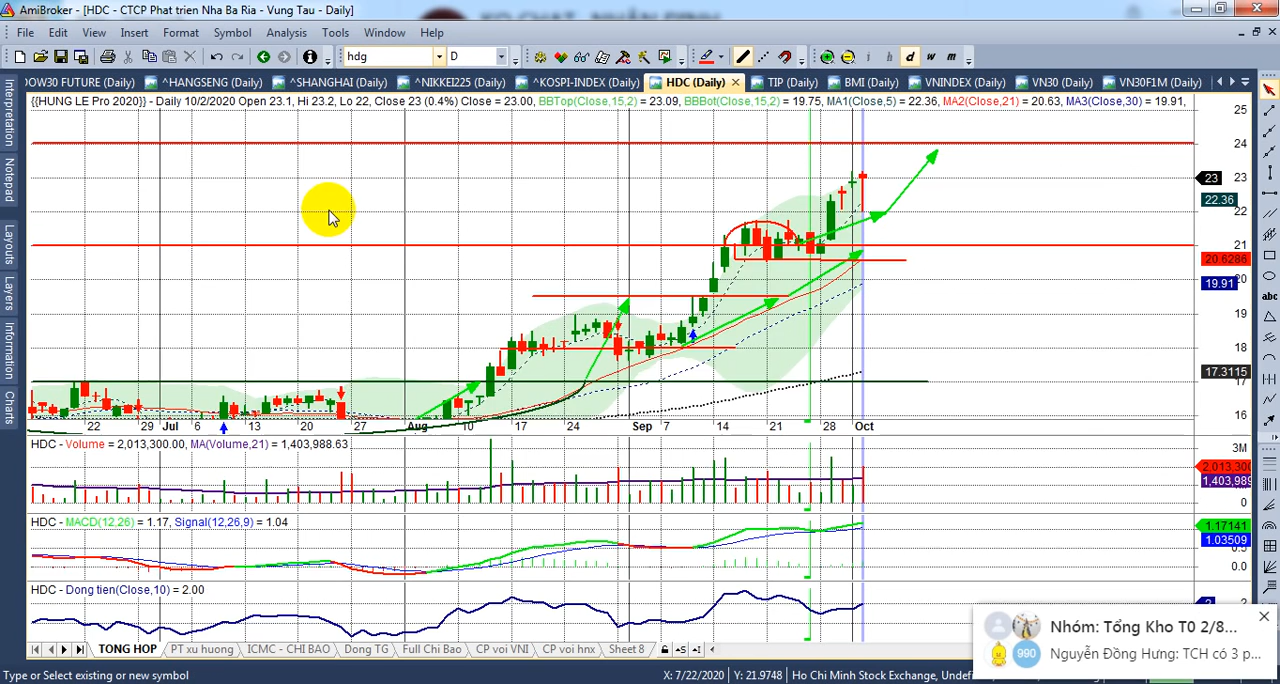 AmiBroker - [HDC - CTCP Phat trien Nha Ba Ria - Vung Tau - Daily]
File Edit View Insert Format Symbol Analysis Tools Window Help
hdg D i h d w m
OW30 FUTURE (Daily) ^HANGSENG (Daily) ^SHANGHAI (Daily) ^NIKKEI225 (Daily) ^KOSPI-INDEX (Daily) HDC (Daily) TIP (Daily) BMI (Daily) VNINDEX (Daily) VN30 (Daily) VN30F1M (Daily)
{{HUNG LE Pro 2020}} - Daily 10/2/2020 Open 23.1, Hi 23.2, Lo 22, Close 23 (0.4%) Close = 23.00, BBTop(Close,15,2) = 23.09, BBBot(Close,15,2) = 19.75, MA1(Close,5) = 22.36, MA2(Close,21) = 20.63, MA3(Close,30) = 19.91,
Interpretation
Notepad
Layouts
Layers
Information
Charts
abc
25
24
23
23
22.36
22
21
20.6286
20
19.91
19
18
17.3115
17
16
22 29 Jul 6 13 20 27 Aug 10 17 24 Sep 7 14 21 28 Oct
HDC - Volume = 2,013,300.00, MA(Volume,21) = 1,403,988.63
3M
2,013,300
1,403,989
0
HDC - MACD(12,26) = 1.17, Signal(12,26,9) = 1.04
1.17141
1.03509
0.5
0.0
HDC - Dong tien(Close,10) = 2.00
2
2
TONG HOP PT xu huong ICMC - CHI BAO Dong TG Full Chi Bao CP voi VNI CP voi hnx Sheet 8
Nhóm: Tổng Kho T0 2/8...
990
Nguyễn Đồng Hưng: TCH có 3 p...
Type or Select existing or new symbol
X: 7/22/2020 Y: 21.9748 Ho Chi Minh Stock Exchange, Undefi